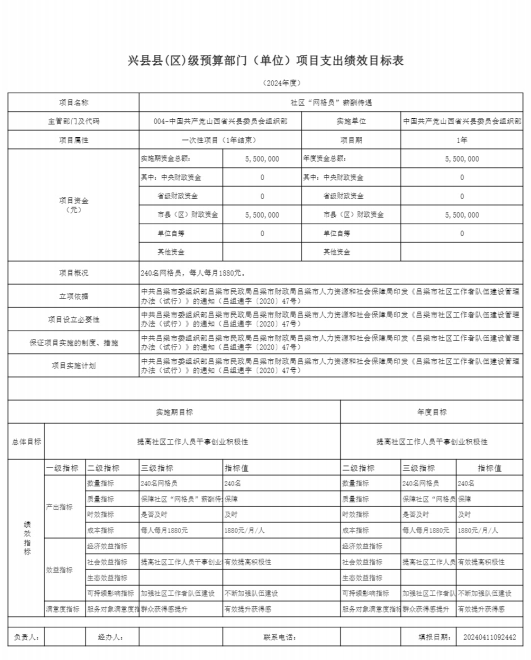 兴县县(区)级预算部门（单位）项目支出绩效目标表
（2024年度）
项目名称 社区“网格员”薪酬待遇
主管部门及代码 004-中国共产党山西省兴县委员会组织部 实施单位 中国共产党山西省兴县委员会组织部
项目属性 一次性项目（1年结束） 项目期 1年
项目资金（元）
实施期资金总额： 5,500,000 年度资金总额： 5,500,000
其中：中央财政资金 0 其中：中央财政资金 0
省级财政资金 0 省级财政资金 0
市县（区）财政资金 5,500,000 市县（区）财政资金 5,500,000
单位自筹 0 单位自筹 0
其他资金 其他资金
项目概况 240名网格员，每人每月1880元。
立项依据 中共吕梁市委组织部吕梁市民政局吕梁市财政局吕梁市人力资源和社会保障局印发《吕梁市社区工作者队伍建设管理
办法（试行）》的通知（吕组通字〔2020〕47号）
项目设立必要性 中共吕梁市委组织部吕梁市民政局吕梁市财政局吕梁市人力资源和社会保障局印发《吕梁市社区工作者队伍建设管理
办法（试行）》的通知（吕组通字〔2020〕47号）
保证项目实施的制度、措施 中共吕梁市委组织部吕梁市民政局吕梁市财政局吕梁市人力资源和社会保障局印发《吕梁市社区工作者队伍建设管理
办法（试行）》的通知（吕组通字〔2020〕47号）
项目实施计划 中共吕梁市委组织部吕梁市民政局吕梁市财政局吕梁市人力资源和社会保障局印发《吕梁市社区工作者队伍建设管理
办法（试行）》的通知（吕组通字〔2020〕47号）
实施期目标 年度目标
总体目标 提高社区工作人员干事创业积极性 提高社区工作人员干事创业积极性
绩效指标
一级指标 二级指标 三级指标 指标值 二级指标 三级指标 指标值
产出指标
数量指标 240名网格员 240名 数量指标 240名网格员 240名
质量指标 保障社区“网格员”薪酬待 保障 质量指标 保障社区“网格员 保障
时效指标 是否及时 及时 时效指标 是否及时 及时
成本指标 每人每月1880元 1880元/月/人 成本指标 每人每月1880元 1880元/月/人
效益指标
经济效益指标 经济效益指标
社会效益指标 提高社区工作人员干事创业 有效提高积极性 社会效益指标 提高社区工作人员 有效提高积极性
生态效益指标 生态效益指标
可持续影响指标 加强社区工作者队伍建设 不断加强队伍建设 可持续影响指标 加强社区工作者队 不断加强队伍建设
满意度指标 服务对象满意度指 群众获得感提升 有效提升获得感 服务对象满意度指 群众获得感提升 有效提升获得感
负责人： 经办人： 联系电话： 填报日期： 20240411092442